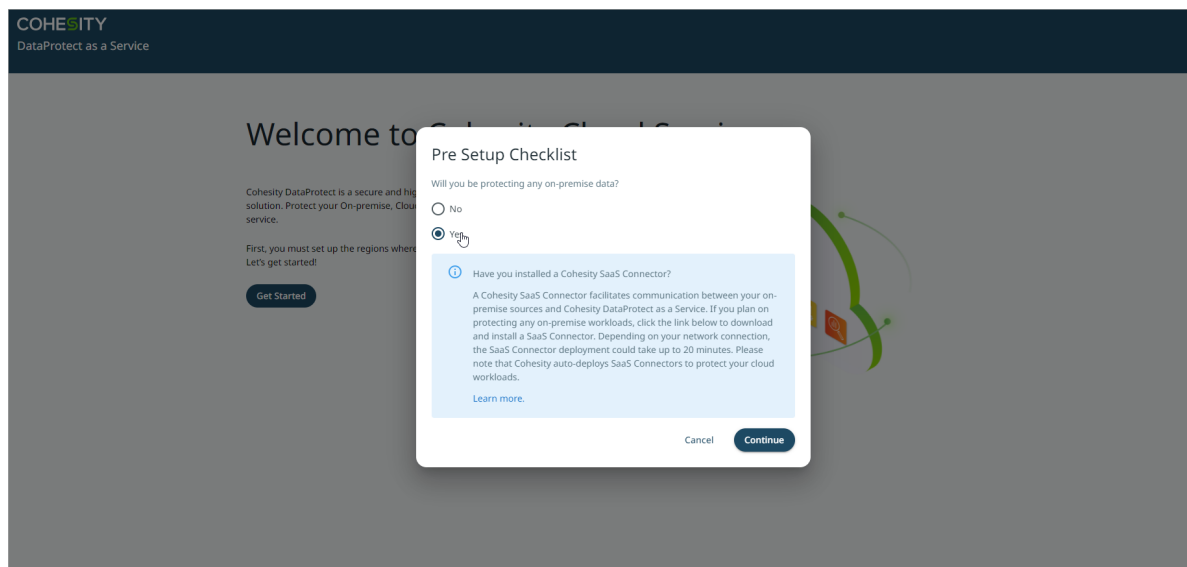 COHESITY
DataProtect as a Service
Welcome to
Cohesity DataProtect is a secure and
solution. Protect your On-premise,
service.
First, you must set up the regions where
Let's get started!
Get Started
Pre Setup Checklist
Will you be protecting any on-premise data?
No
Yes
Have you installed a Cohesity SaaS Connector?
A Cohesity SaaS Connector facilitates communication between your on-
premise sources and Cohesity DataProtect as a Service. If you plan on
protecting any on-premise workloads, click the link below to download
and install a SaaS Connector. Depending on your network connection,
the SaaS Connector deployment could take up to 20 minutes. Please
note that Cohesity auto-deploys SaaS Connectors to protect your cloud
workloads.
Learn more.
Cancel
Continue